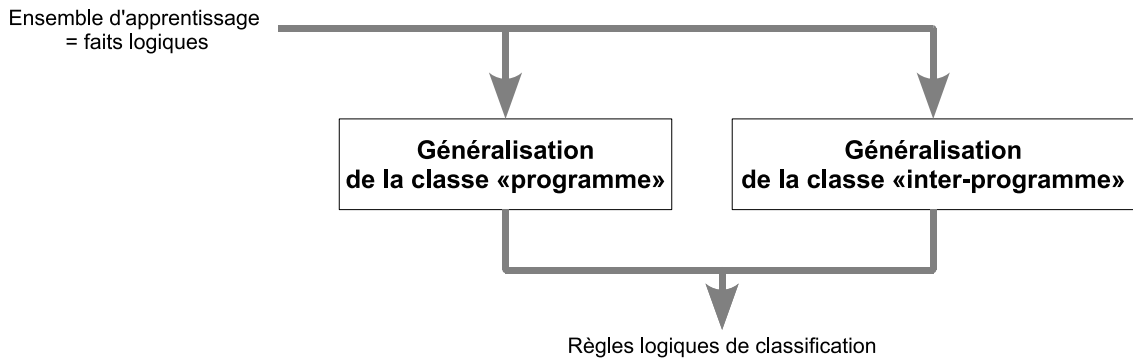 Ensemble d'apprentissage
= faits logiques
Généralisation
de la classe «programme»
Généralisation
de la classe «inter-programme»
Règles logiques de classification